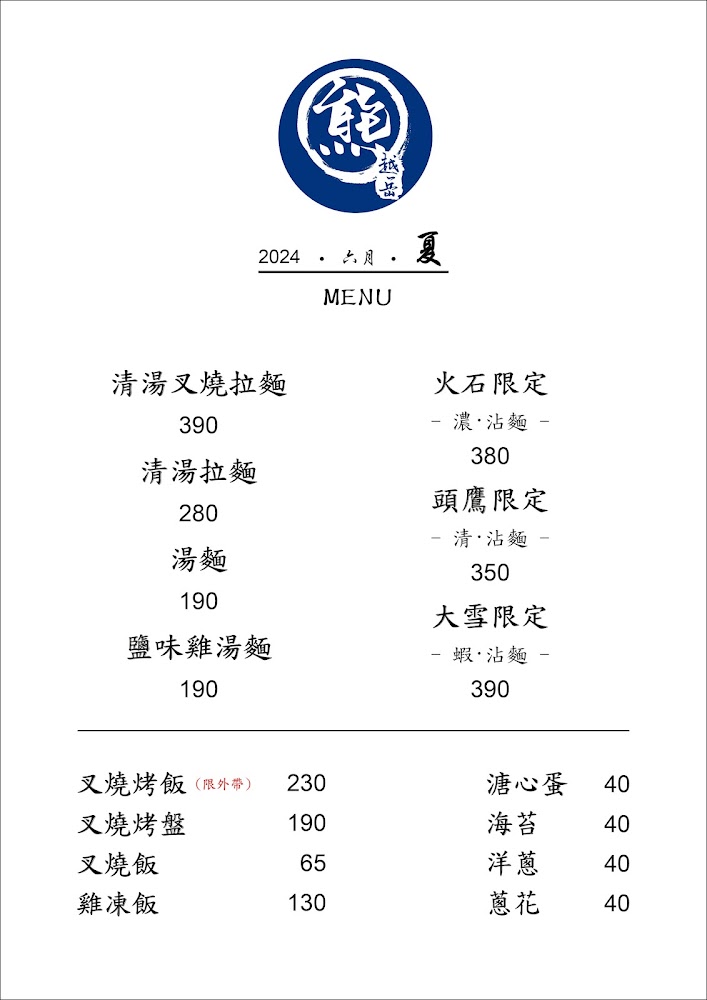 熊
越岳
2024 · 六月 · 夏
MENU
清湯叉燒拉麵
390
清湯拉麵
280
湯麵
190
鹽味雞湯麵
190
火石限定
– 濃·沾麵 –
380
頭鷹限定
– 清·沾麵 –
350
大雪限定
– 蝦·沾麵 –
390
叉燒烤飯（限外帶） 230
叉燒烤盤 190
叉燒飯 65
雞凍飯 130
溏心蛋 40
海苔 40
洋蔥 40
蔥花 40